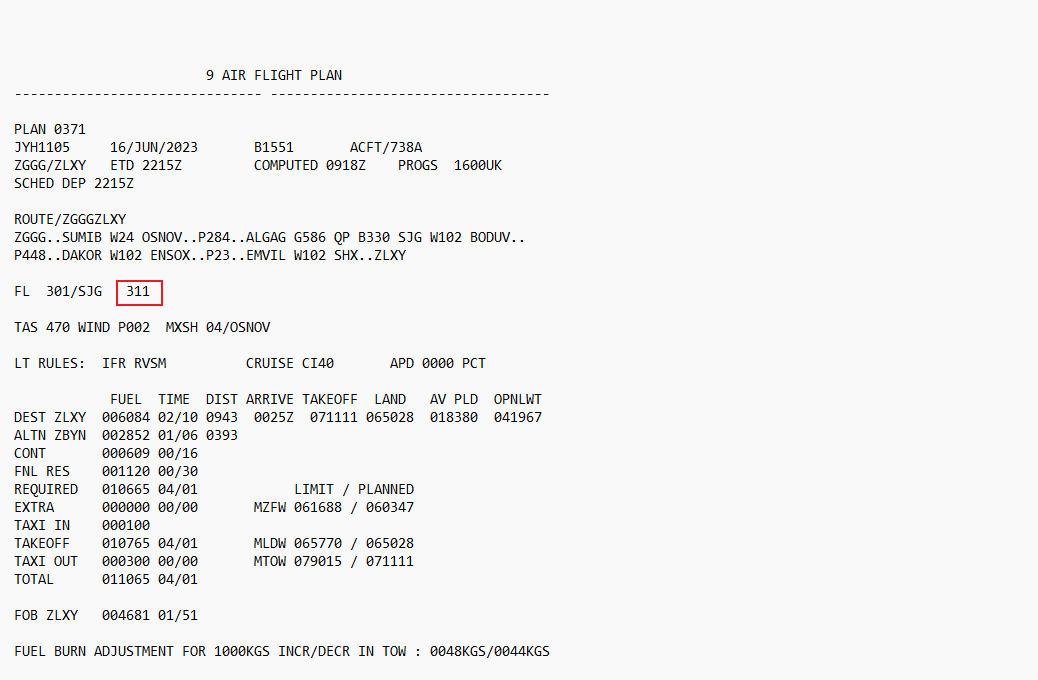 9 AIR FLIGHT PLAN
------------------------------- -----------------------------------
PLAN 0371
JYH1105 16/JUN/2023 B1551 ACFT/738A
ZGGG/ZLXY ETD 2215Z COMPUTED 0918Z PROGS 1600UK
SCHED DEP 2215Z
ROUTE/ZGGGZLXY
ZGGG..SUMIB W24 OSNOV..P284..ALGAG G586 QP B330 SJG W102 BODUV..
P448..DAKOR W102 ENSOX..P23..EMVIL W102 SHX..ZLXY
FL 301/SJG 311
TAS 470 WIND P002 MXSH 04/OSNOV
LT RULES: IFR RVSM CRUISE CI40 APD 0000 PCT
FUEL TIME DIST ARRIVE TAKEOFF LAND AV PLD OPNLWT
DEST ZLXY 006084 02/10 0943 0025Z 071111 065028 018380 041967
ALTN ZBYN 002852 01/06 0393
CONT 000609 00/16
FNL RES 001120 00/30
REQUIRED 010665 04/01 LIMIT / PLANNED
EXTRA 000000 00/00 MZFW 061688 / 060347
TAXI IN 000100
TAKEOFF 010765 04/01 MLDW 065770 / 065028
TAXI OUT 000300 00/00 MTOW 079015 / 071111
TOTAL 011065 04/01
FOB ZLXY 004681 01/51
FUEL BURN ADJUSTMENT FOR 1000KGS INCR/DECR IN TOW : 0048KGS/0044KGS